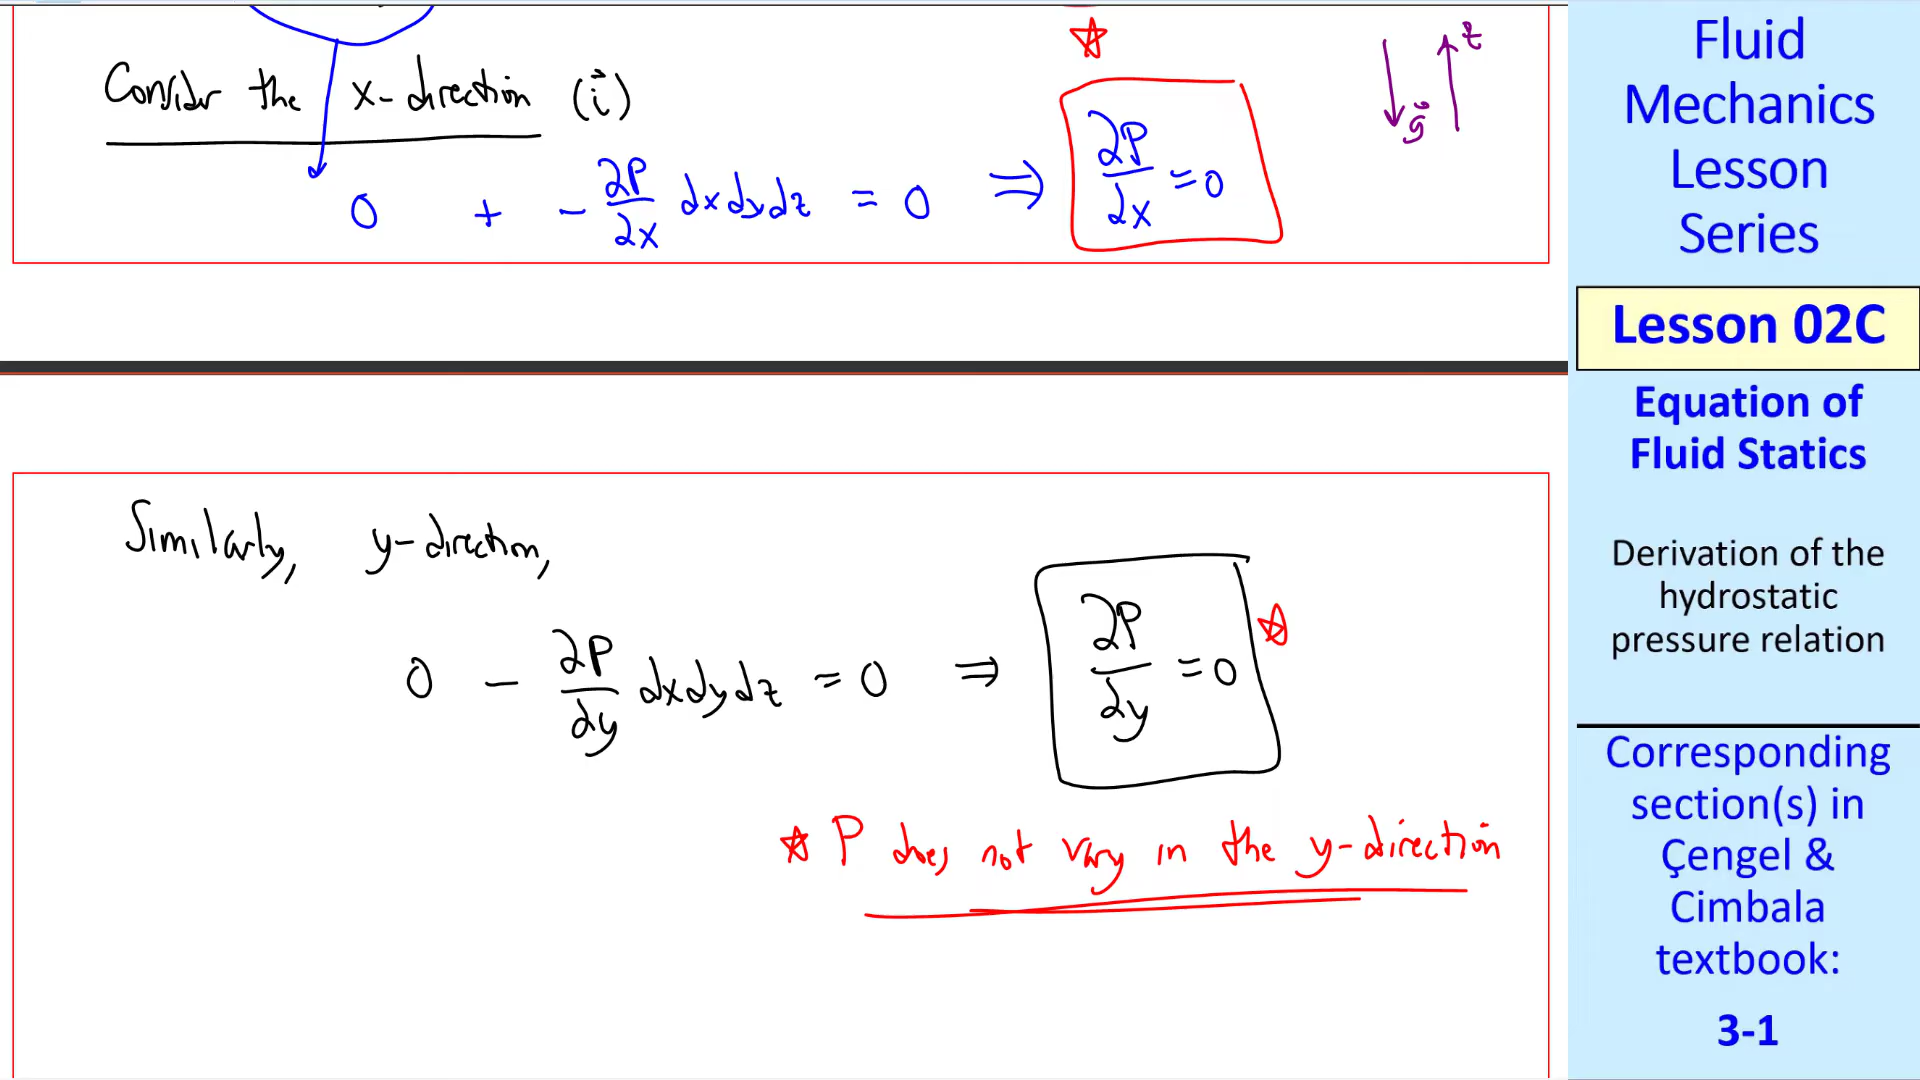 Consider the x-direction (i⃗)
z
g⃗
0 + - ∂P/∂x dxdydz = 0 ⇒ ∂P/∂x = 0
Similarly, y-direction,
0 - ∂P/∂y dxdydz = 0 ⇒ ∂P/∂y = 0
☆ P does not vary in the y-direction
Fluid
Mechanics
Lesson
Series
Lesson 02C
Equation of
Fluid Statics
Derivation of the
hydrostatic
pressure relation
Corresponding
section(s) in
Çengel &
Cimbala
textbook:
3-1